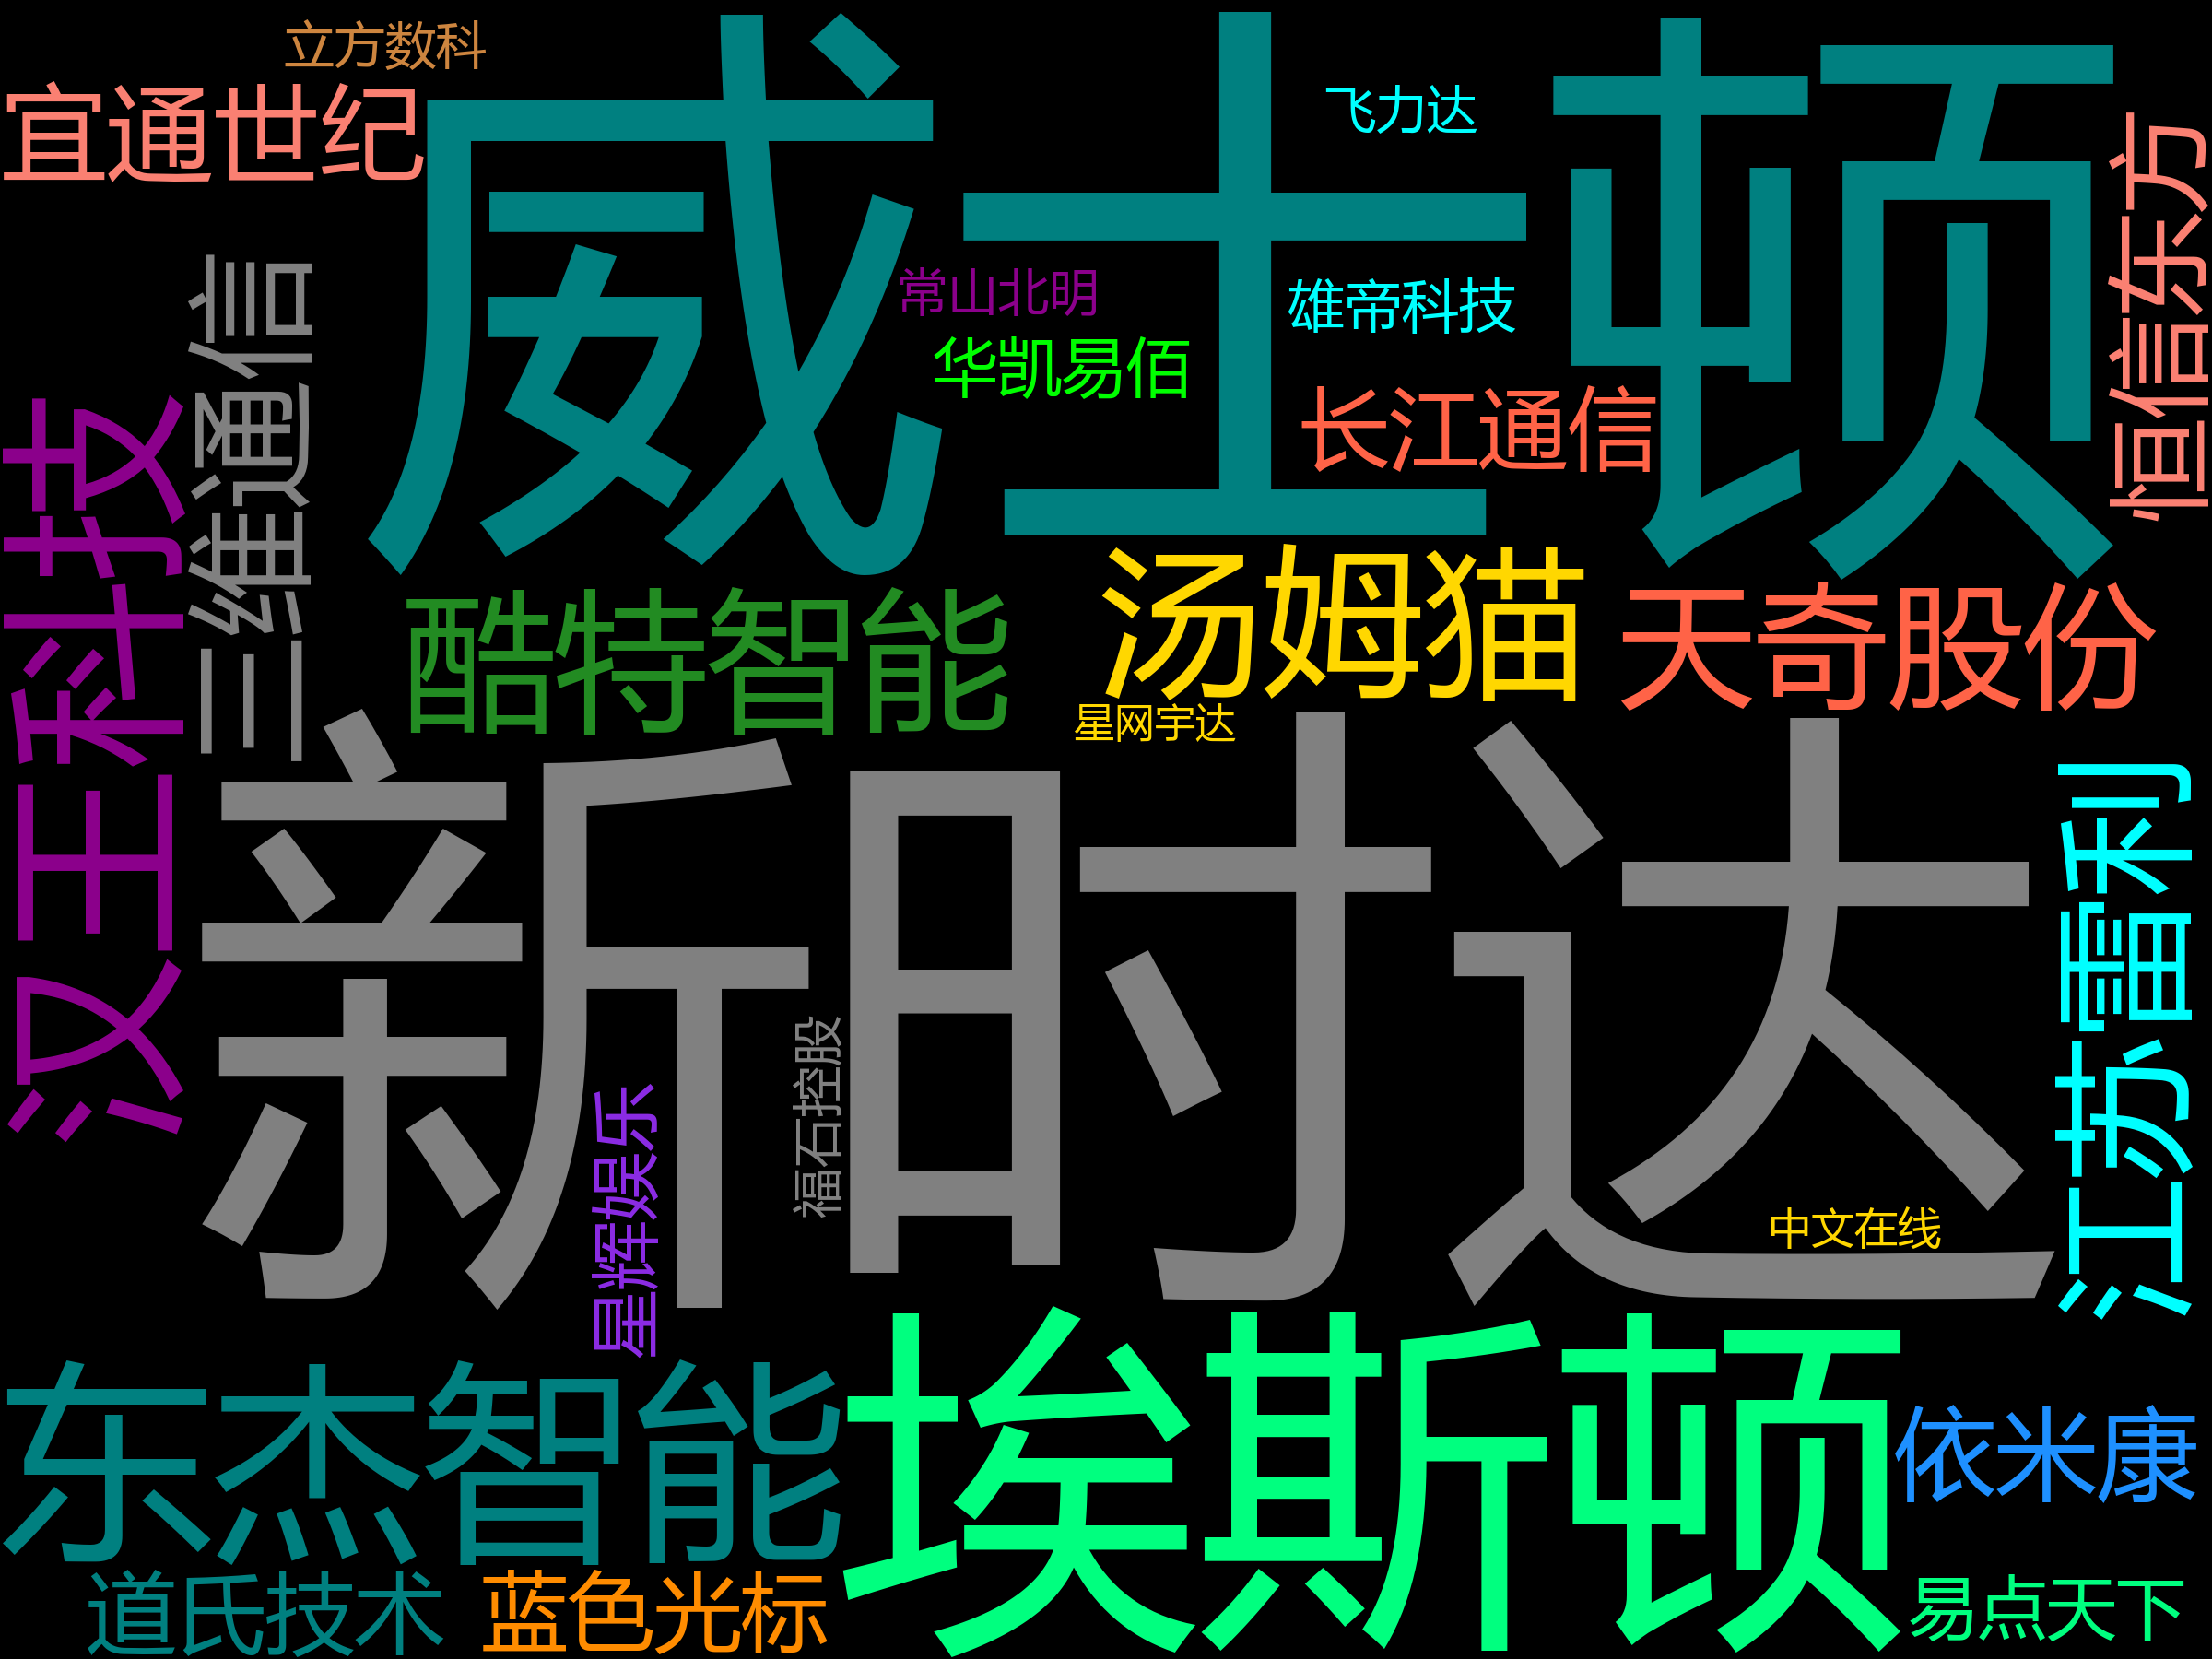 立方数科
宜通世纪
威士顿
飞力达
恒信东方
三维通信
常山北明
维帝科技
华凯易佰
长江通信
汉王科技
酷特智能
汤姆猫
天奇股份
星网宇达
新时达
江苏雷利
福石控股
星辉娱乐
中文在线
东杰智能
埃斯顿
依米康
道氏技术
蓝色光标
易点天下